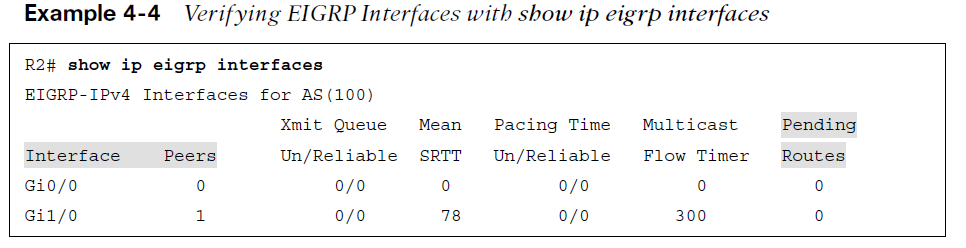 Example 4-4 Verifying EIGRP Interfaces with show ip eigrp interfaces
R2# show ip eigrp interfaces
EIGRP-IPv4 Interfaces for AS(100)
Xmit Queue Mean Pacing Time Multicast Pending
Interface Peers Un/Reliable SRTT Un/Reliable Flow Timer Routes
Gi0/0 0 0/0 0 0/0 0 0
Gi1/0 1 0/0 78 0/0 300 0